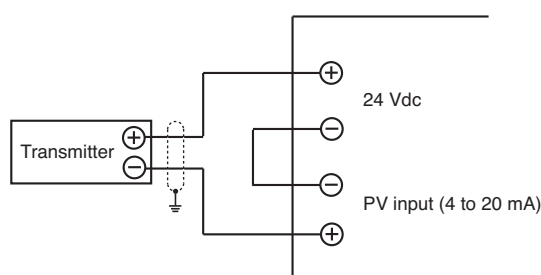 +
24 Vdc
−
Transmitter
+
−
−
PV input (4 to 20 mA)
+